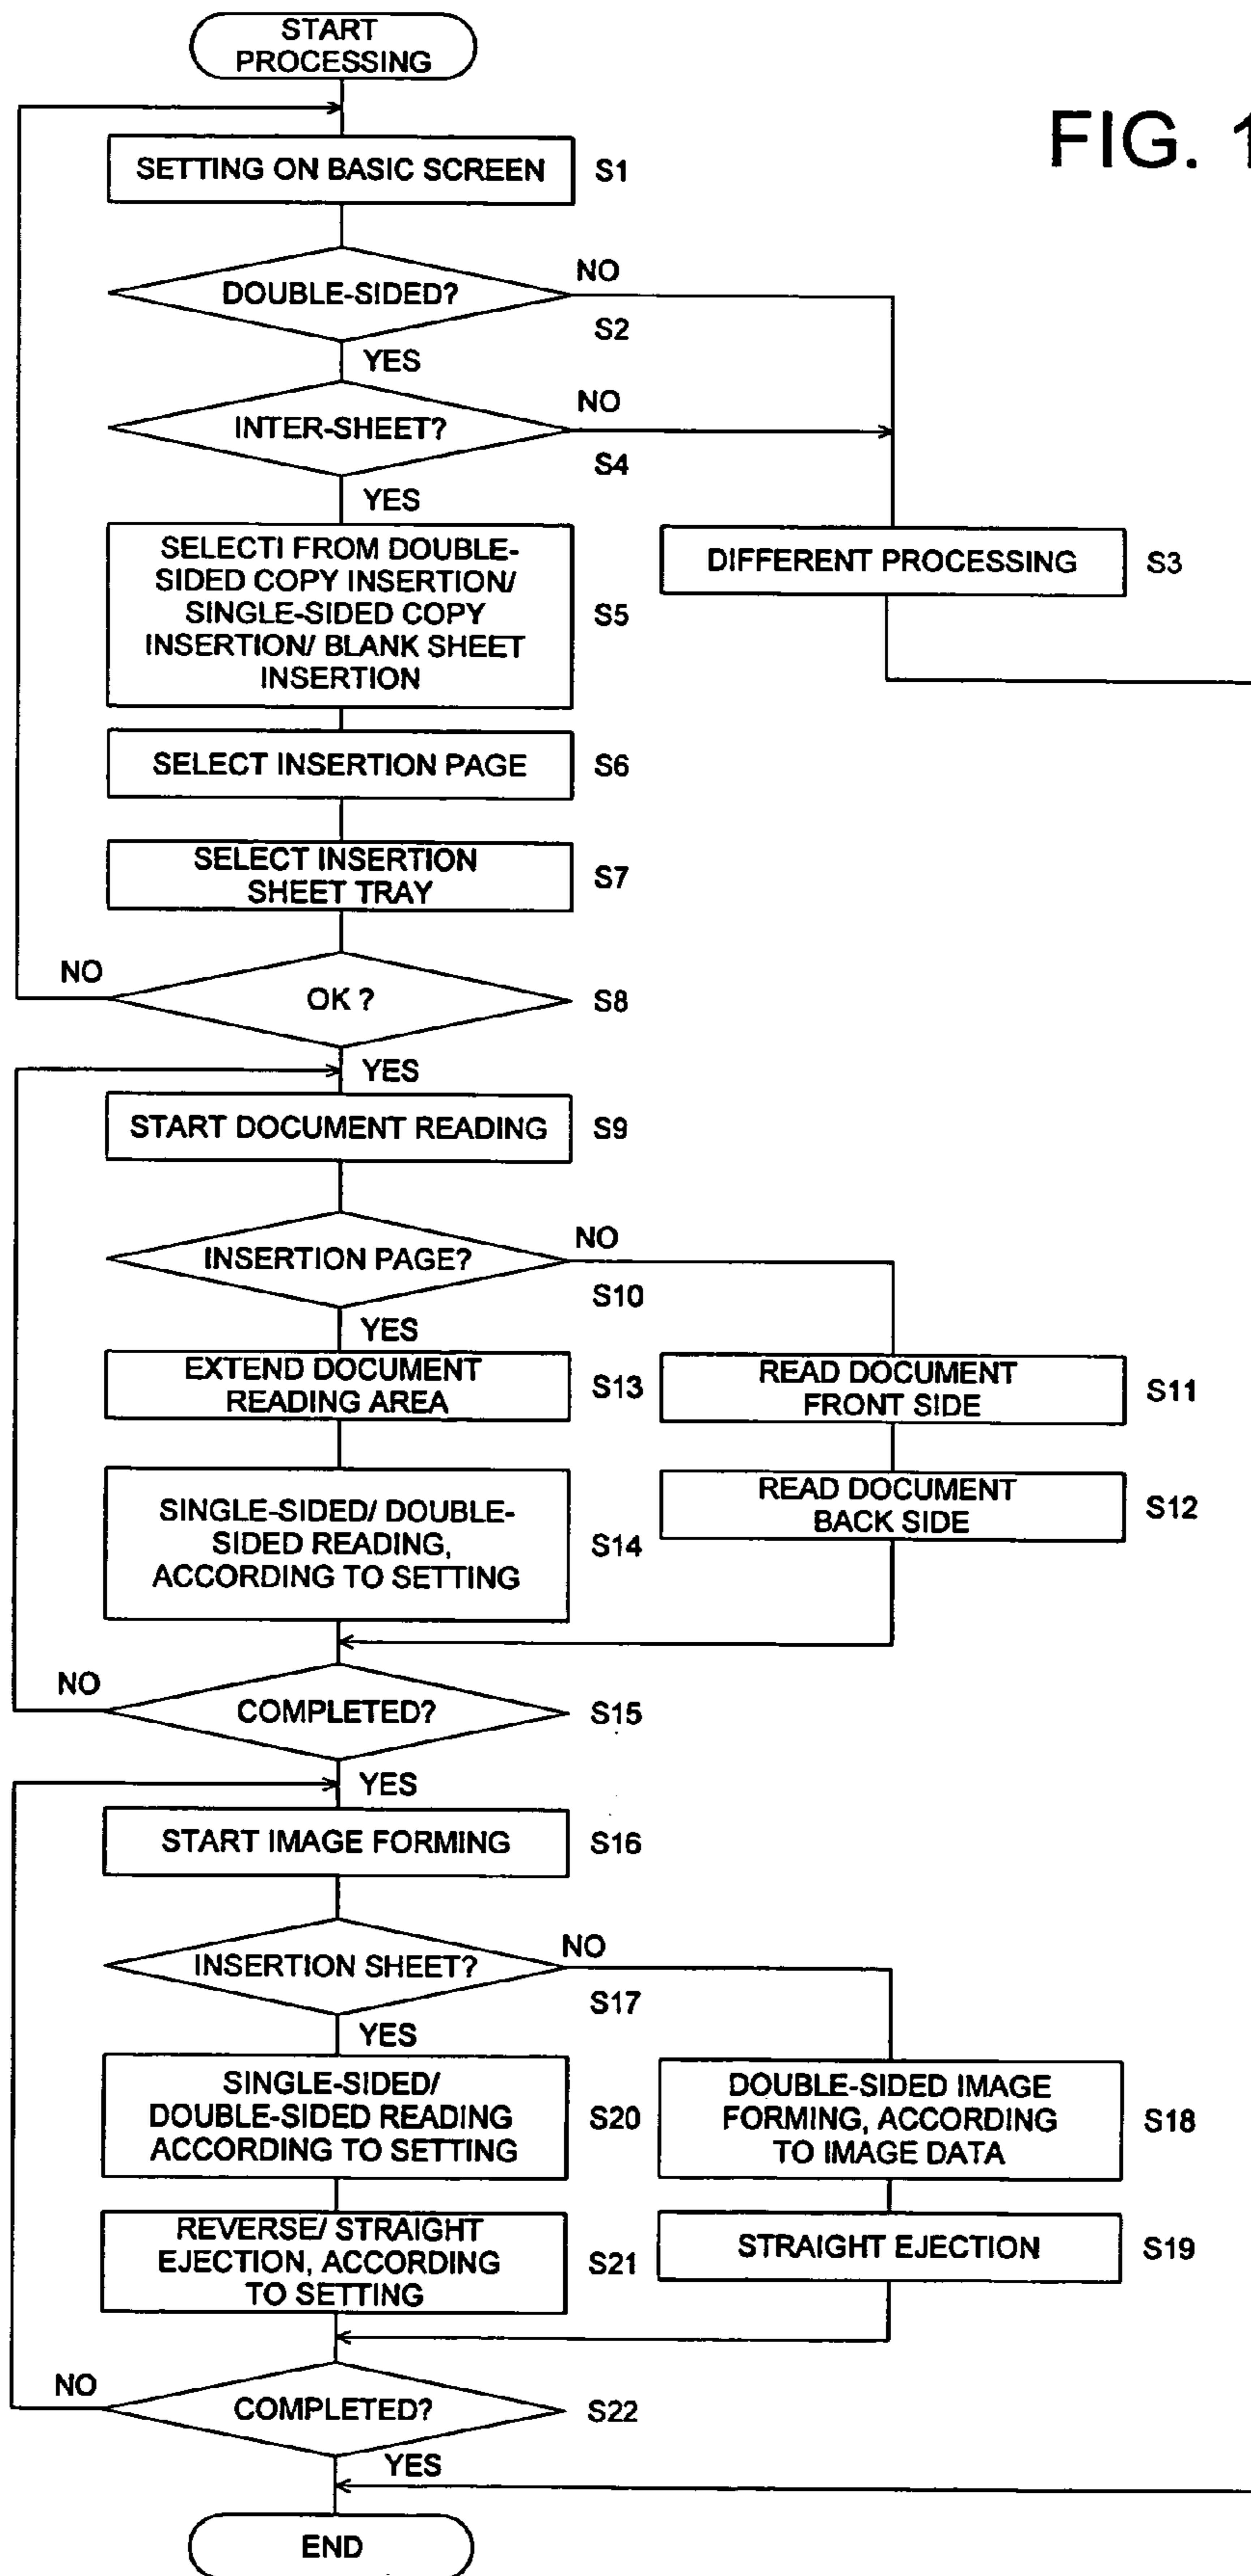 START
PROCESSING
FIG. 1
SETTING ON BASIC SCREEN S1
DOUBLE-SIDED?
NO
S2
YES
INTER-SHEET?
NO
S4
YES
SELECTI FROM DOUBLE-
SIDED COPY INSERTION/
SINGLE-SIDED COPY
INSERTION/ BLANK SHEET
INSERTION
S5
DIFFERENT PROCESSING S3
SELECT INSERTION PAGE S6
SELECT INSERTION
SHEET TRAY
S7
NO
OK ?
S8
YES
START DOCUMENT READING S9
INSERTION PAGE?
NO
S10
YES
EXTEND DOCUMENT
READING AREA
S13
READ DOCUMENT
FRONT SIDE
S11
SINGLE-SIDED/ DOUBLE-
SIDED READING,
ACCORDING TO SETTING
S14
READ DOCUMENT
BACK SIDE
S12
NO
COMPLETED?
S15
YES
START IMAGE FORMING S16
INSERTION SHEET?
NO
S17
YES
SINGLE-SIDED/
DOUBLE-SIDED READING
ACCORDING TO SETTING
S20
DOUBLE-SIDED IMAGE
FORMING, ACCORDING
TO IMAGE DATA
S18
REVERSE/ STRAIGHT
EJECTION, ACCORDING
TO SETTING
S21
STRAIGHT EJECTION S19
NO
COMPLETED?
S22
YES
END